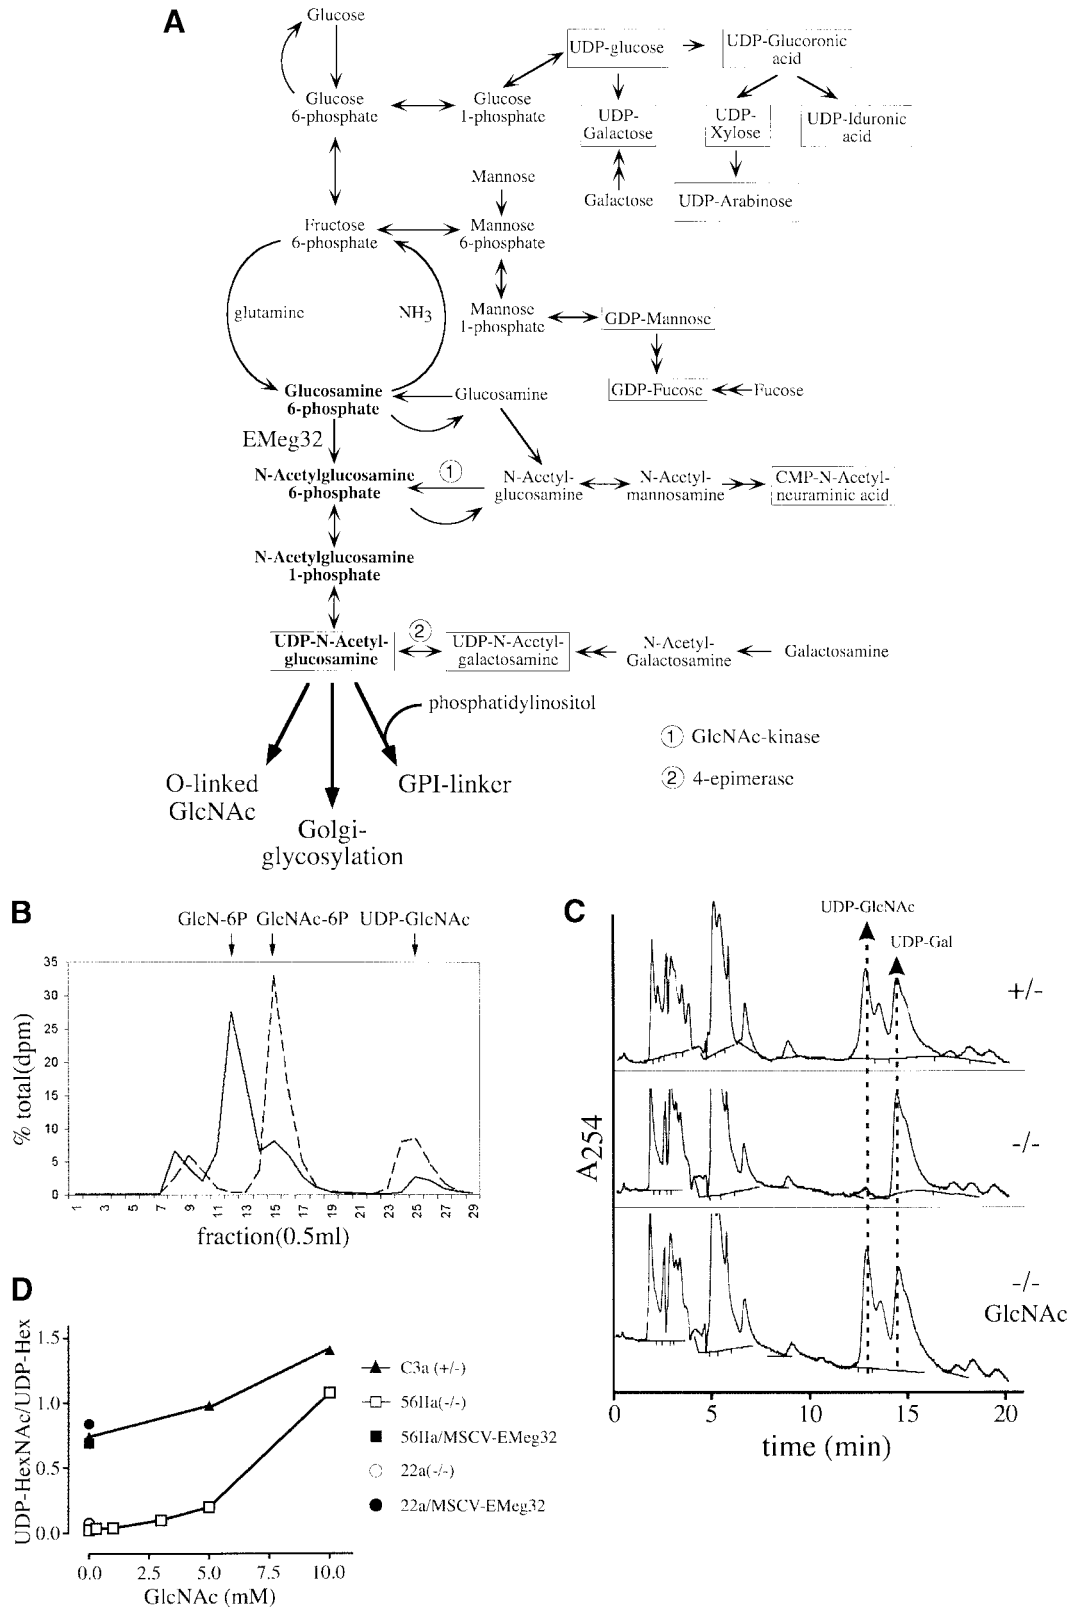 A
Glucose
Glucose
6-phosphate
Glucose
1-phosphate
UDP-glucose
UDP-Glucoronic
acid
UDP-
Galactose
UDP-
Xylose
UDP-Iduronic
acid
Galactose
UDP-Arabinose
Mannose
Fructose
6-phosphate
Mannose
6-phosphate
glutamine
NH3
Mannose
1-phosphate
GDP-Mannose
Glucosamine
6-phosphate
Glucosamine
GDP-Fucose
Fucose
EMeg32
N-Acetylglucosamine
6-phosphate
1
N-Acetyl-
glucosamine
N-Acetyl-
mannosamine
CMP-N-Acetyl-
neuraminic acid
N-Acetylglucosamine
1-phosphate
UDP-N-Acetyl-
glucosamine
2
UDP-N-Acetyl-
galactosamine
N-Acetyl-
Galactosamine
Galactosamine
phosphatidylinositol
1 GlcNAc-kinase
2 4-epimerase
O-linked
GlcNAc
GPI-linker
Golgi-
glycosylation
B
GlcN-6P
GlcNAc-6P
UDP-GlcNAc
35
30
25
20
15
10
5
0
% total(dpm)
1 3 5 7 9 11 13 15 17 19 21 23 25 27 29
fraction(0.5ml)
C
UDP-GlcNAc
UDP-Gal
+/-
-/-
-/-
GlcNAc
A254
0 5 10 15 20
time (min)
D
UDP-HexNAc/UDP-Hex
1.5
1.0
0.5
0.0
0.0 2.5 5.0 7.5 10.0
GlcNAc (mM)
C3a (+/-)
56IIa(-/-)
56IIa/MSCV-EMeg32
22a(-/-)
22a/MSCV-EMeg32